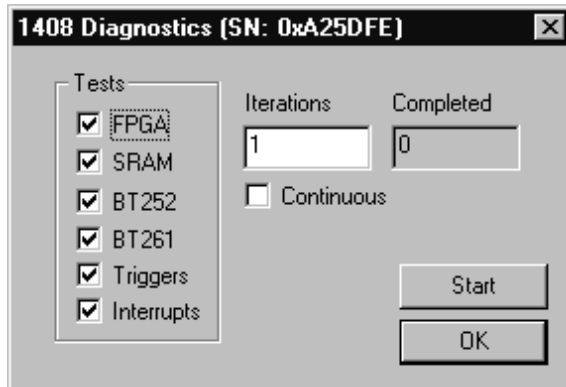 1408 Diagnostics (SN: 0xA25DFE)
Tests
FPGA
SRAM
BT252
BT261
Triggers
Interrupts
Iterations
1
Completed
0
Continuous
Start
OK